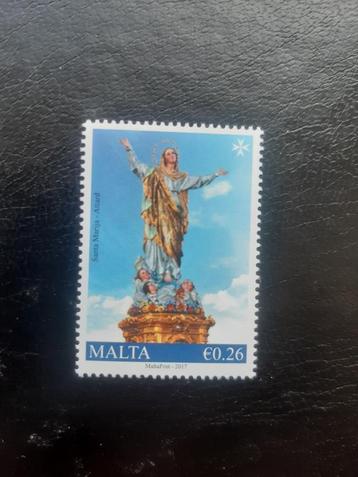 Santa Marija - Attard
MALTA €0.26
MaltaPost - 2017